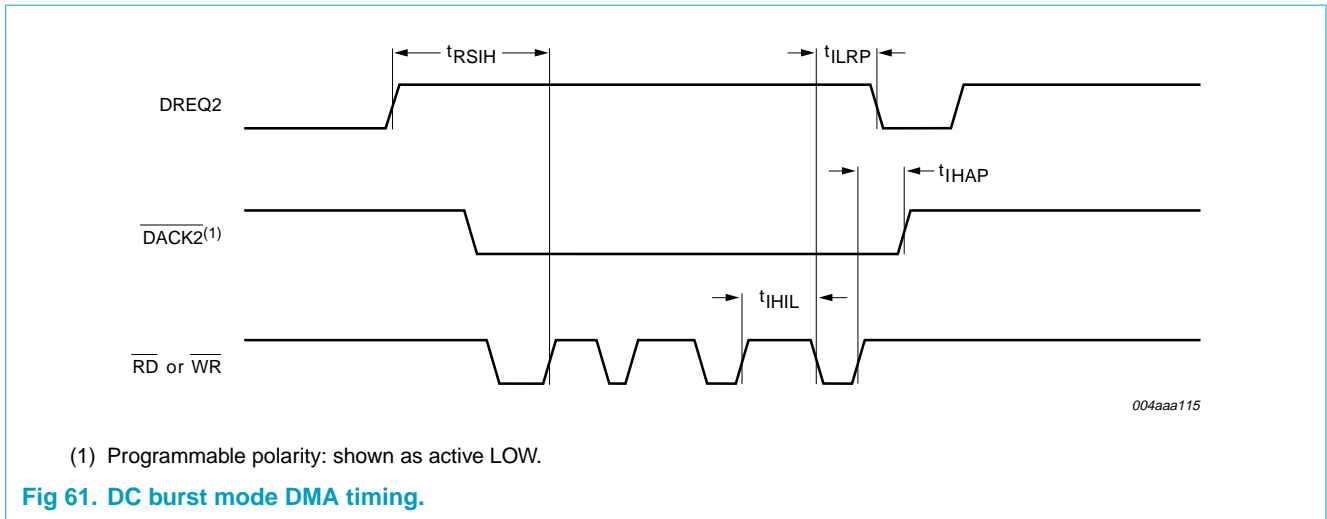 tRSIH
tILRP
DREQ2
tIHAP
DACK2(1)
tIHIL
RD or WR
004aaa115
(1) Programmable polarity: shown as active LOW.
Fig 61. DC burst mode DMA timing.